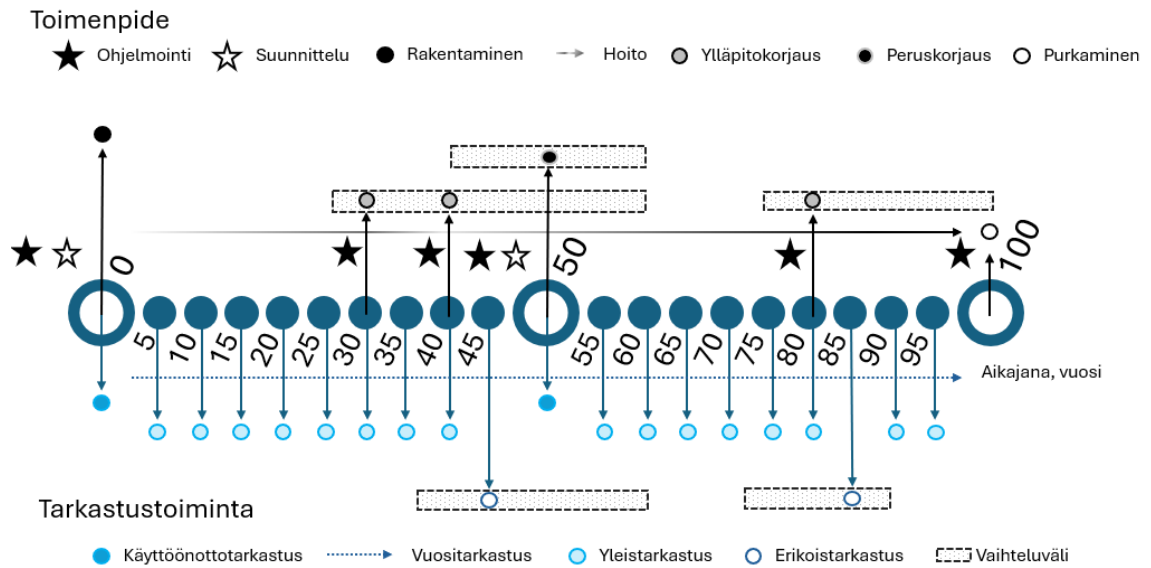 Toimenpide
Ohjelmointi Suunnittelu Rakentaminen Hoito Ylläpitokorjaus Peruskorjaus Purkaminen
0 5 10 15 20 25 30 35 40 45 50 55 60 65 70 75 80 85 90 95 100
Aikajana, vuosi
Tarkastustoiminta
Käyttöönottotarkastus Vuositarkastus Yleistarkastus Erikoistarkastus Vaihteluväli